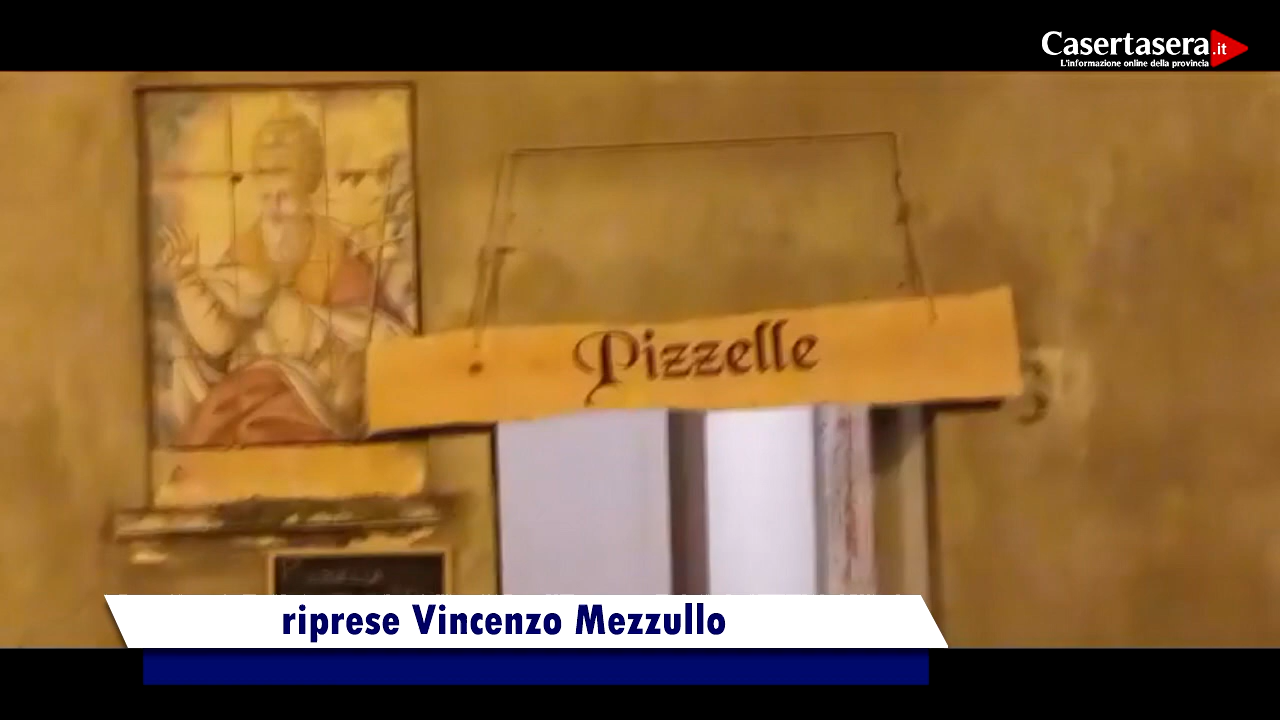 Casertasera.it
L'informazione online della provincia
Pizzelle
riprese Vincenzo Mezzullo